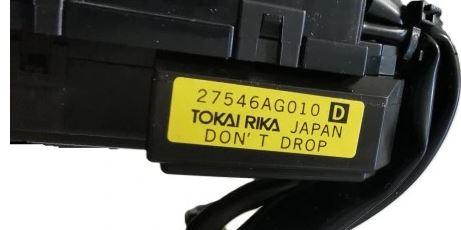 27546AG010 D
TOKAI RIKA JAPAN
DON'T DROP